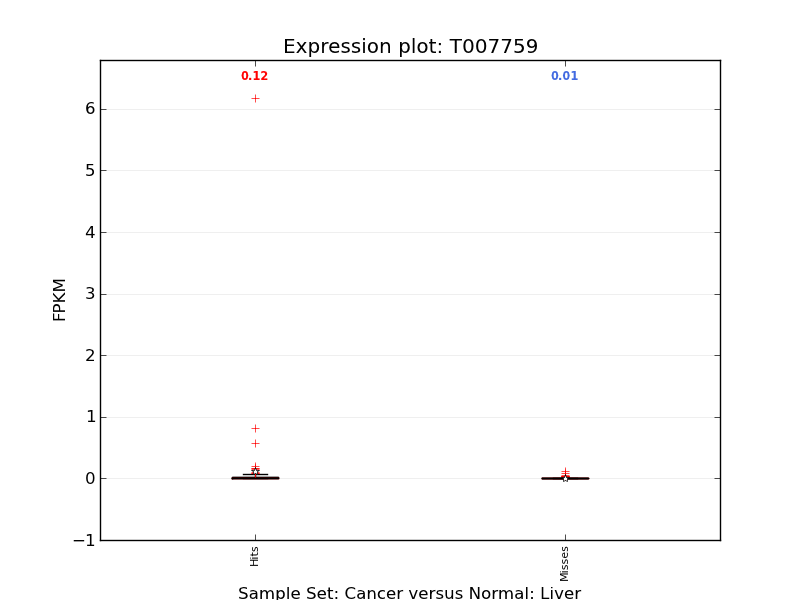 Expression plot: T007759
0.12
0.01
6
5
4
3
2
1
0
−1
FPKM
Hits
Misses
Sample Set: Cancer versus Normal: Liver